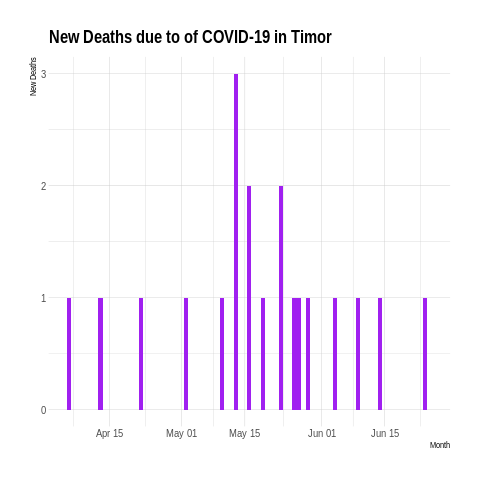 New Deaths due to of COVID-19 in Timor
New Deaths
3
2
1
0
Apr 15 May 01 May 15 Jun 01 Jun 15
Month